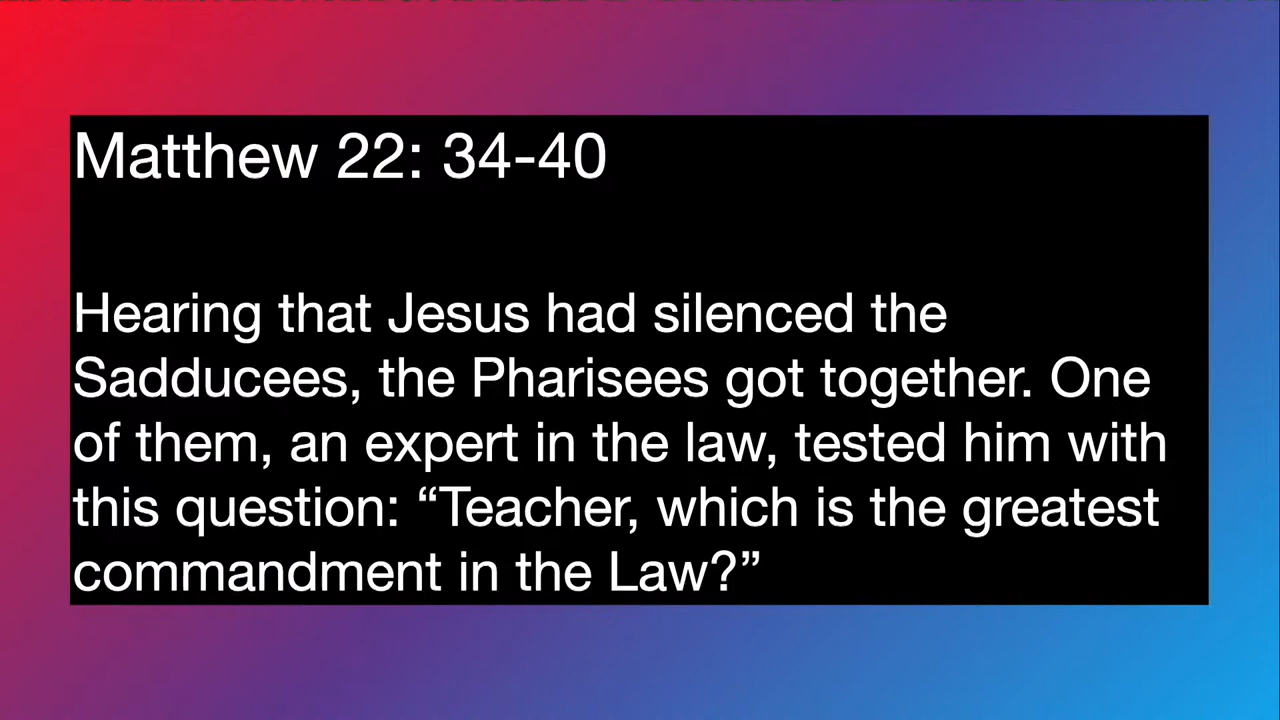 Matthew 22: 34-40
Hearing that Jesus had silenced the
Sadducees, the Pharisees got together. One
of them, an expert in the law, tested him with
this question: “Teacher, which is the greatest
commandment in the Law?”